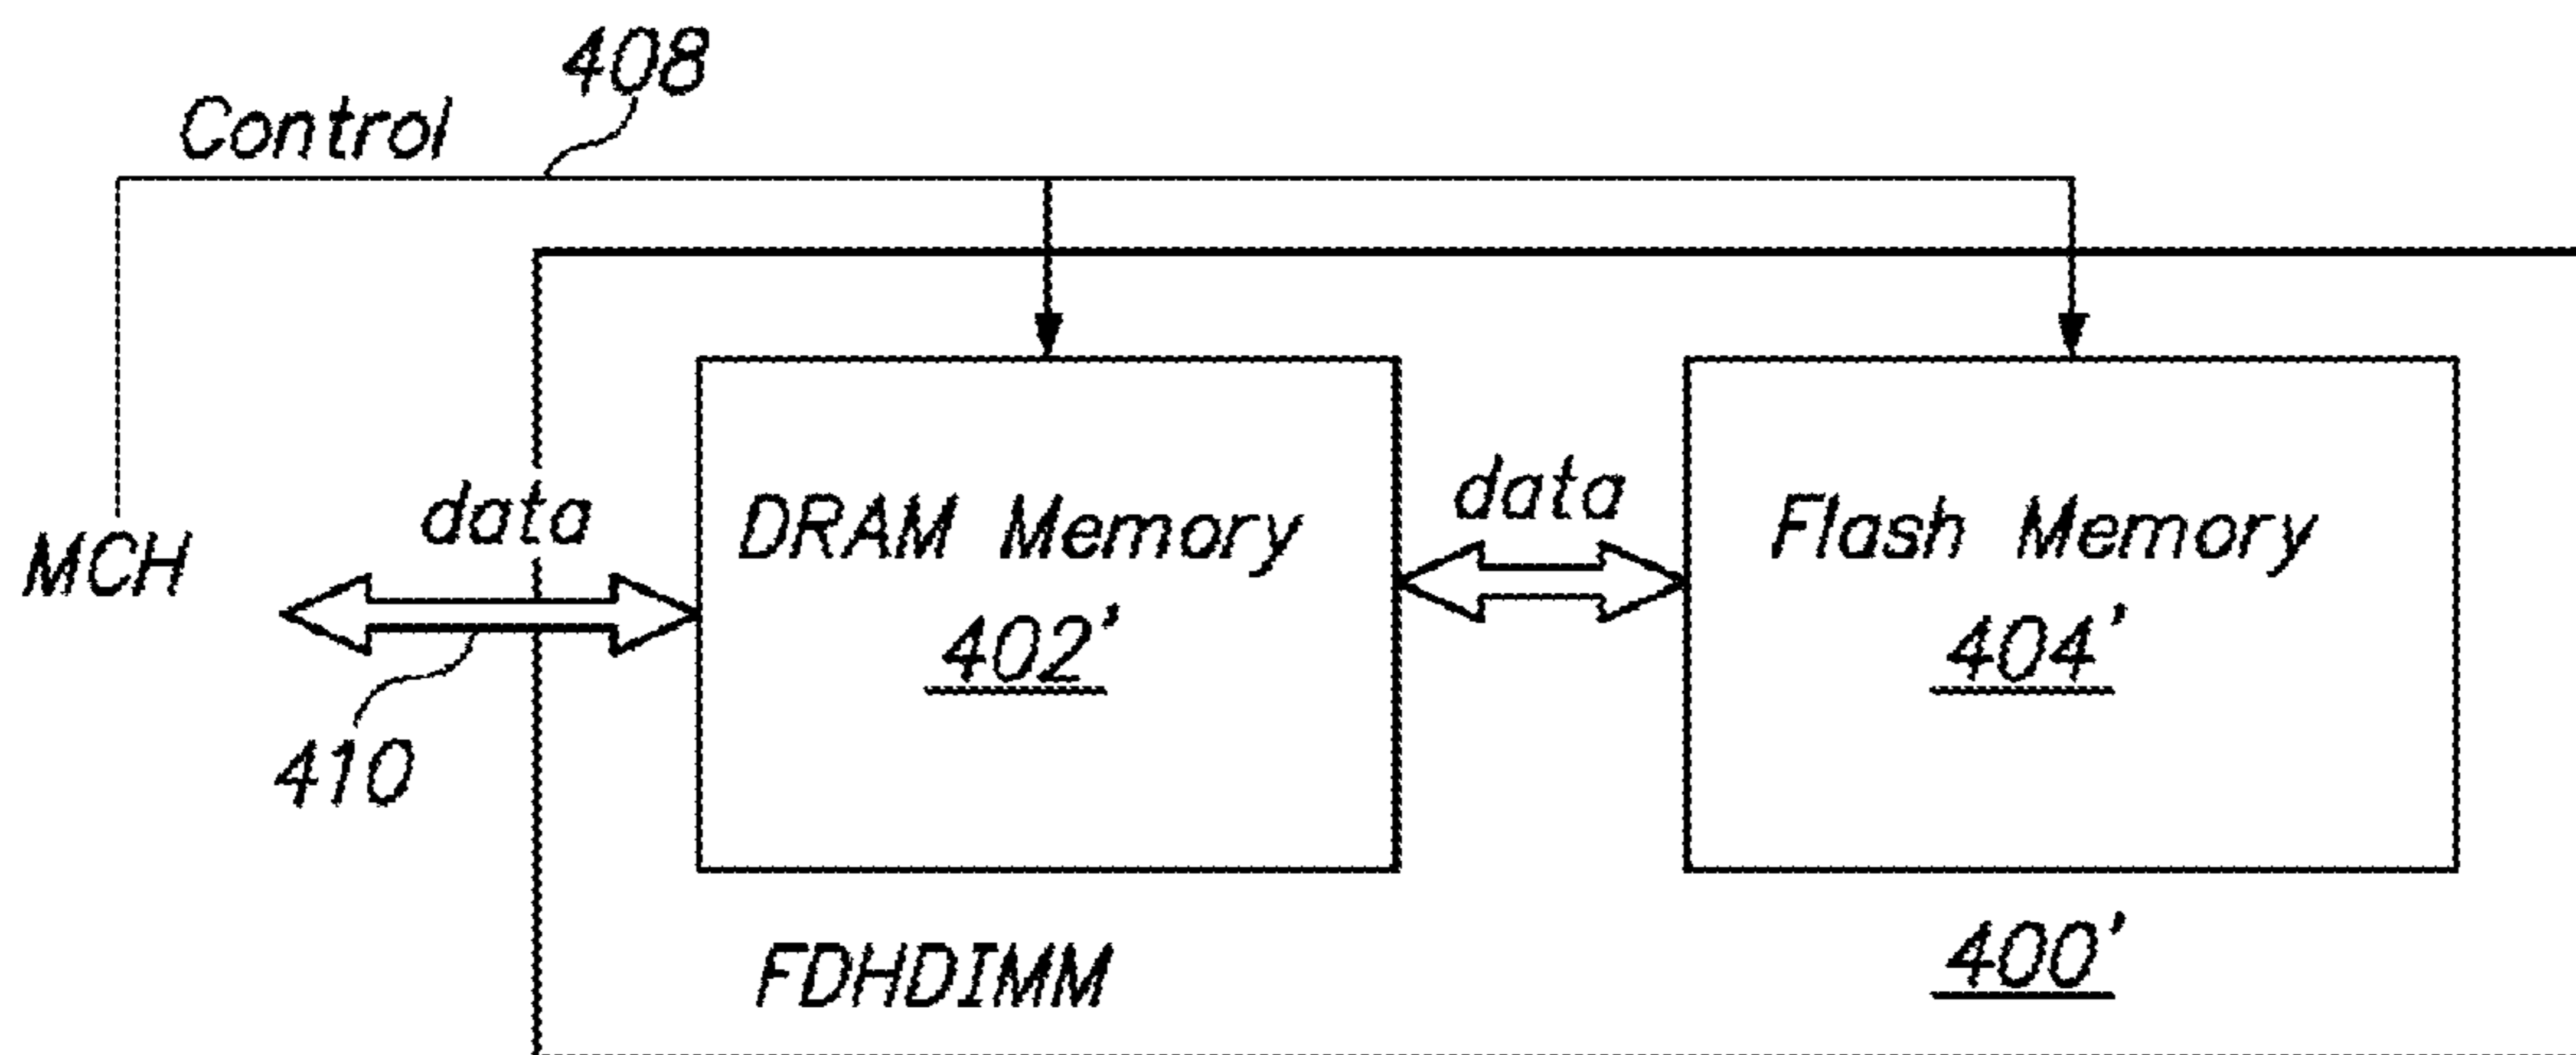 408
Control
data
MCH
410
DRAM Memory
402'
data
Flash Memory
404'
FDHDIMM
400'